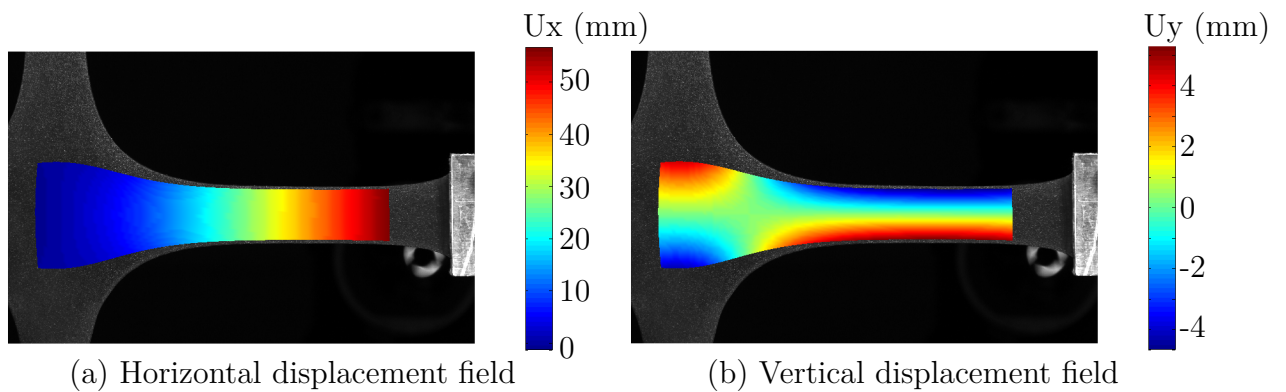 Ux (mm)
50
40
30
20
10
0
(a) Horizontal displacement field
Uy (mm)
4
2
0
-2
-4
(b) Vertical displacement field